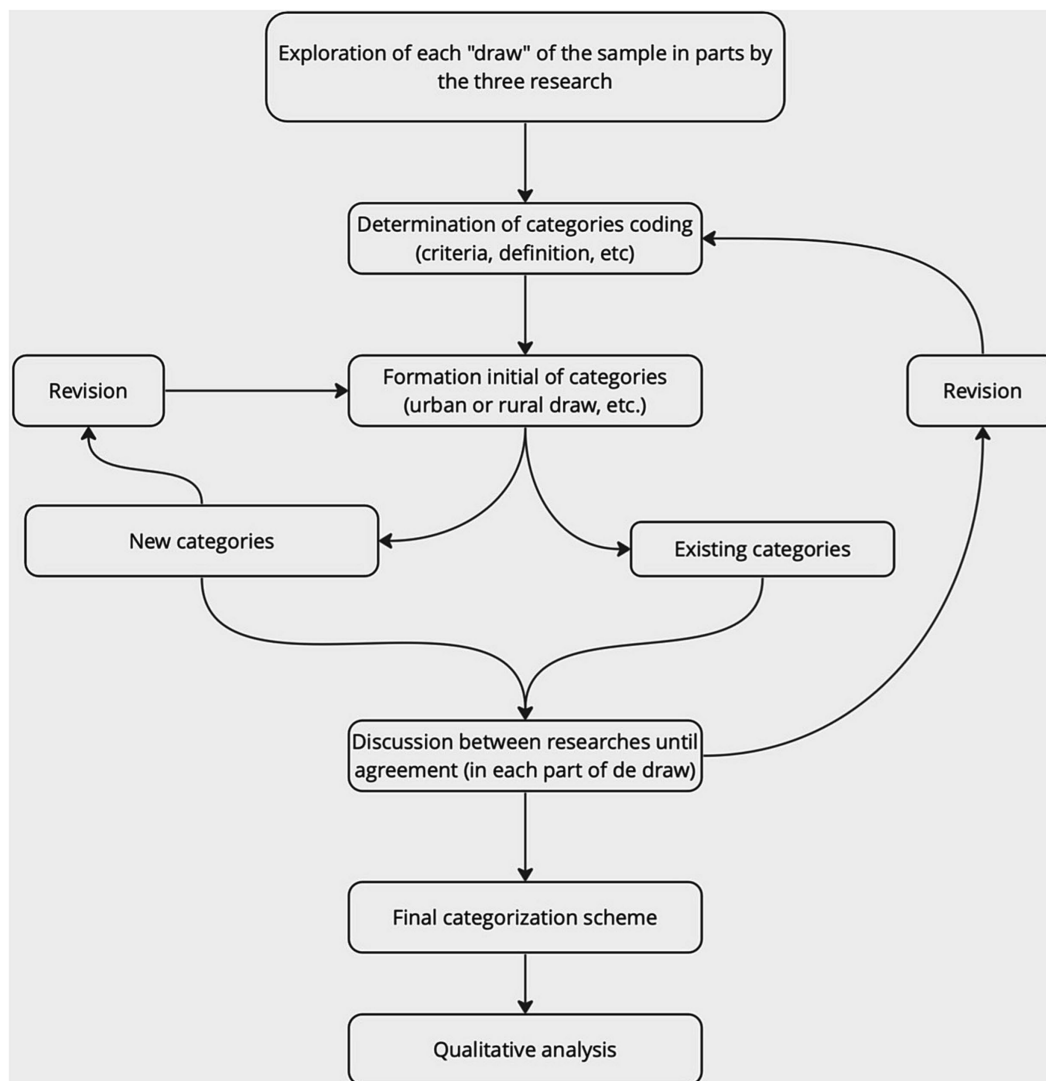 Exploration of each "draw" of the sample in parts by
the three research
Determination of categories coding
(criteria, definition, etc)
Revision
Formation initial of categories
(urban or rural draw, etc.)
Revision
New categories
Existing categories
Discussion between researches until
agreement (in each part of de draw)
Final categorization scheme
Qualitative analysis